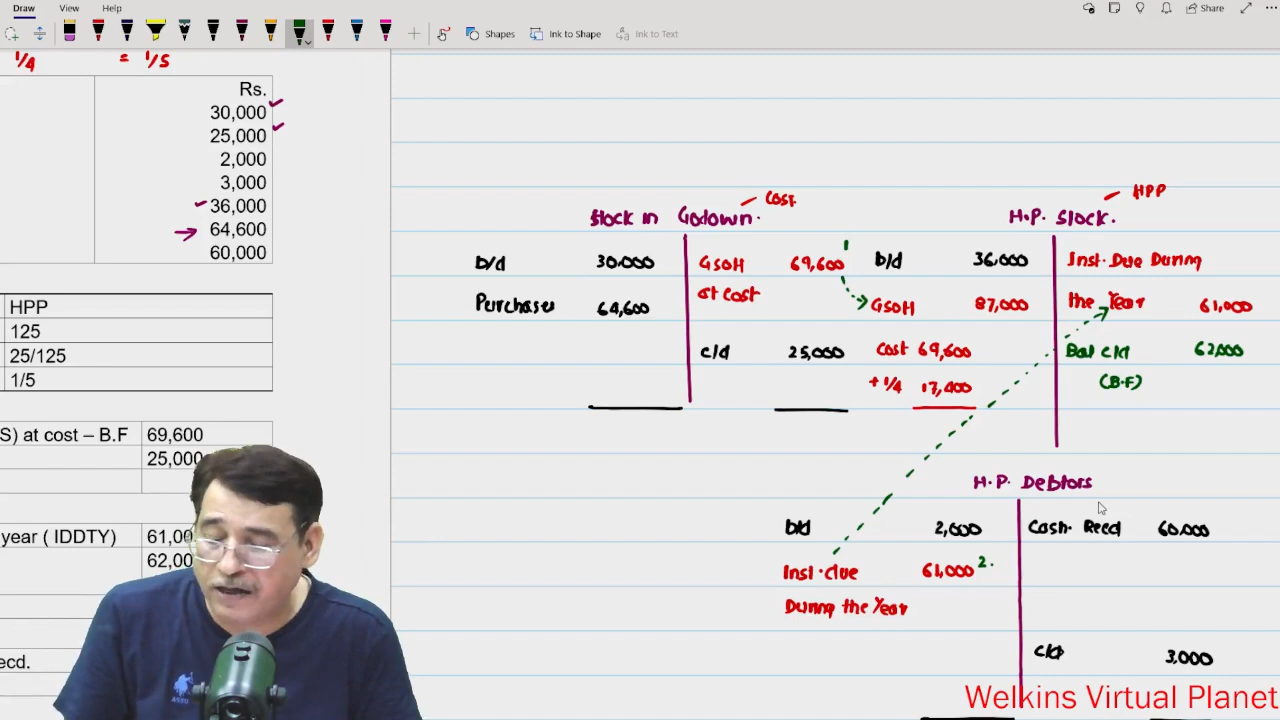 Draw View Help
Share
Shapes Ink to Shape Ink to Text
1/4 = 1/5
Rs.
30,000
25,000
2,000
3,000
36,000
64,600
60,000
HPP
125
25/125
1/5
S) at cost – B.F 69,600
25,000
year ( IDDTY) 61,00
62,00
ecd.
Stock in Godown.
Cost
b/d 30,000 GSOH 69,600
at cost
Purchases 64,600
c/d 25,000
1
H.P. Stock.
HPP
b/d 36,000 Inst. Due During
GSOH 87,000 the Year 61,000
Cost 69,600 Bal c/d 62,000
+ 1/4 17,400 (B.F)
H.P. Debtors
b/d 2,000 Cash. Recd 60,000
Inst. due 61,000 2.
During the Year
c/d 3,000
Welkins Virtual Planet